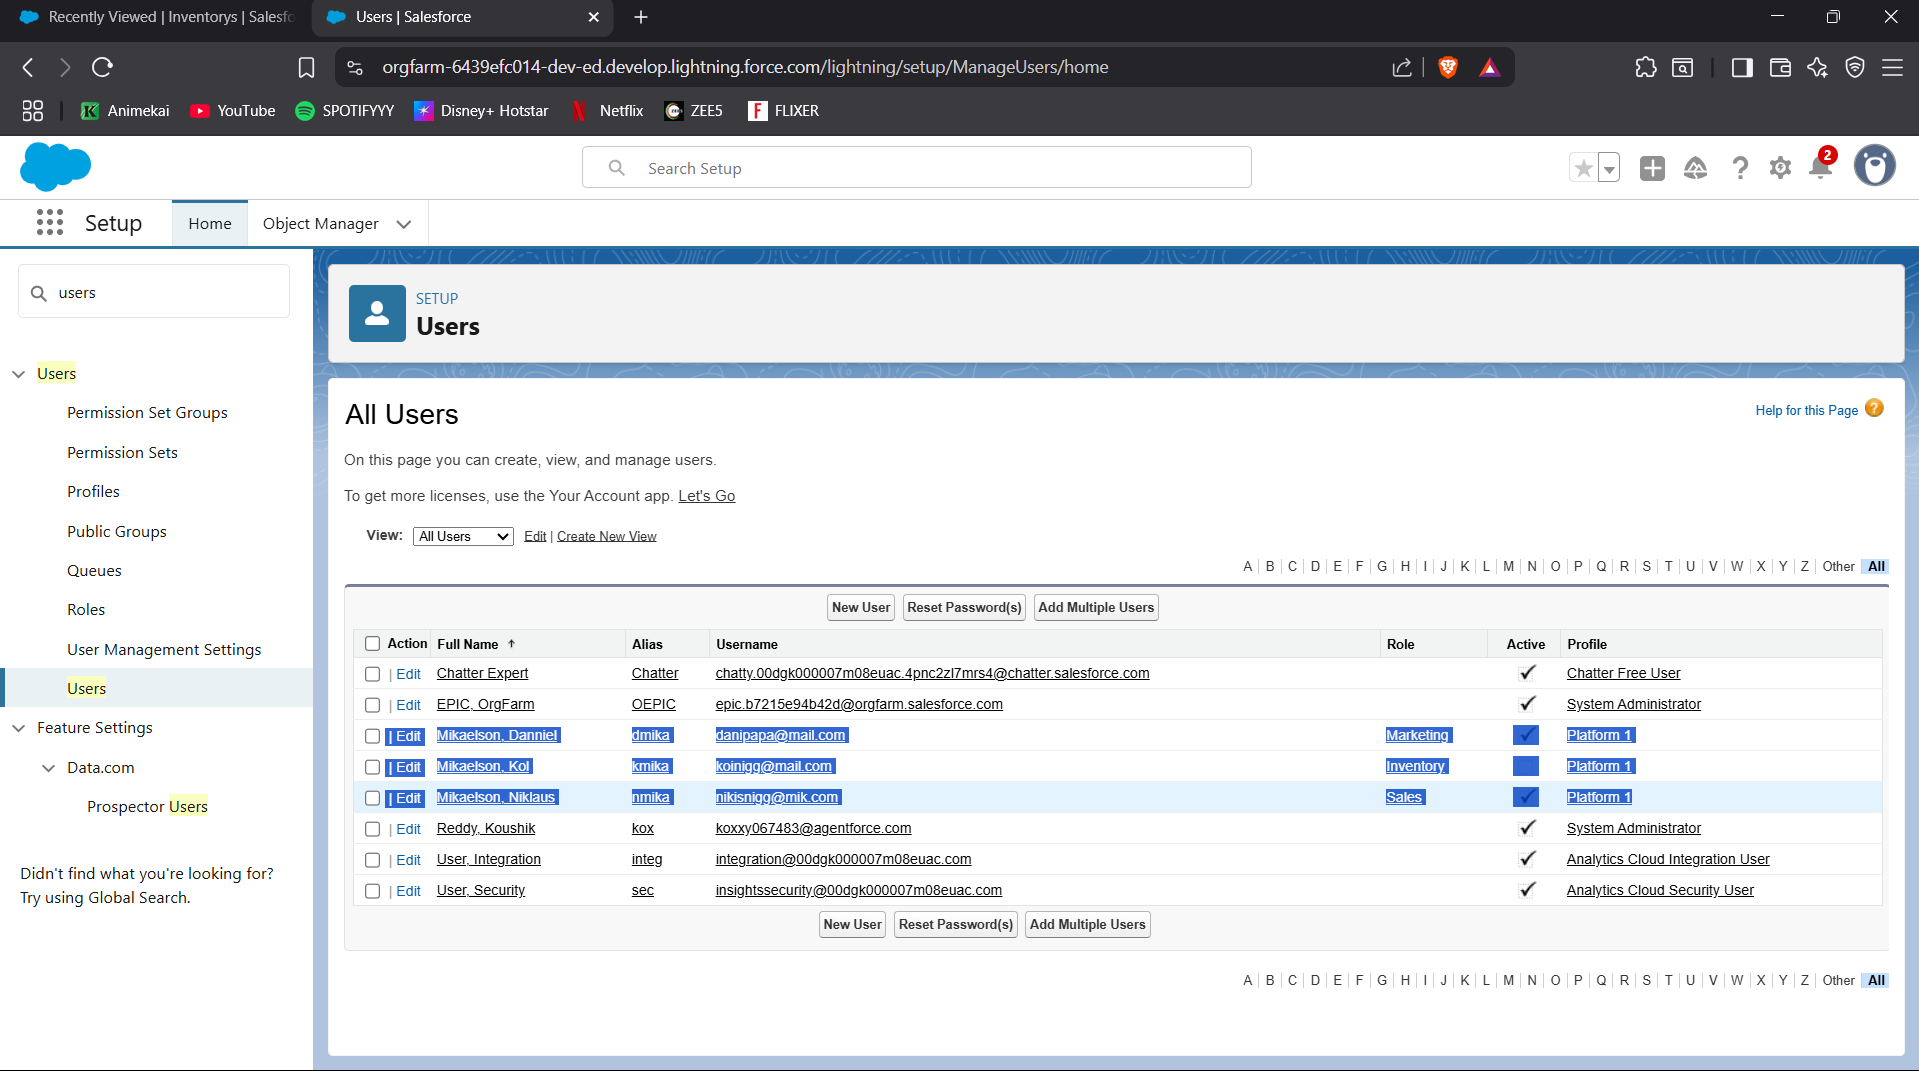 Recently Viewed | Inventorys | Salesfo
Users | Salesforce
orgfarm-6439efc014-dev-ed.develop.lightning.force.com/lightning/setup/ManageUsers/home
Animekai YouTube SPOTIFYYY Disney+ Hotstar Netflix ZEE5 FLIXER
Search Setup
2
Setup Home Object Manager
users
Users
Permission Set Groups
Permission Sets
Profiles
Public Groups
Queues
Roles
User Management Settings
Users
Feature Settings
Data.com
Prospector Users
Didn't find what you're looking for?
Try using Global Search.
SETUP
Users
All Users
Help for this Page ?
On this page you can create, view, and manage users.
To get more licenses, use the Your Account app. Let's Go
View: All Users Edit | Create New View
A | B | C | D | E | F | G | H | I | J | K | L | M | N | O | P | Q | R | S | T | U | V | W | X | Y | Z | Other | All
New User Reset Password(s) Add Multiple Users
Action Full Name ↑ Alias Username Role Active Profile
| Edit Chatter Expert Chatter chatty.00dgk000007m08euac.4pnc2zl7mrs4@chatter.salesforce.com ✓ Chatter Free User
| Edit EPIC, OrgFarm OEPIC epic.b7215e94b42d@orgfarm.salesforce.com ✓ System Administrator
| Edit Mikaelson, Danniel dmika danipapa@mail.com Marketing ✓ Platform 1
| Edit Mikaelson, Kol kmika koinigg@mail.com Inventory Platform 1
| Edit Mikaelson, Niklaus nmika nikisnigg@mik.com Sales ✓ Platform 1
| Edit Reddy, Koushik kox koxxy067483@agentforce.com ✓ System Administrator
| Edit User, Integration integ integration@00dgk000007m08euac.com ✓ Analytics Cloud Integration User
| Edit User, Security sec insightssecurity@00dgk000007m08euac.com ✓ Analytics Cloud Security User
New User Reset Password(s) Add Multiple Users
A | B | C | D | E | F | G | H | I | J | K | L | M | N | O | P | Q | R | S | T | U | V | W | X | Y | Z | Other | All